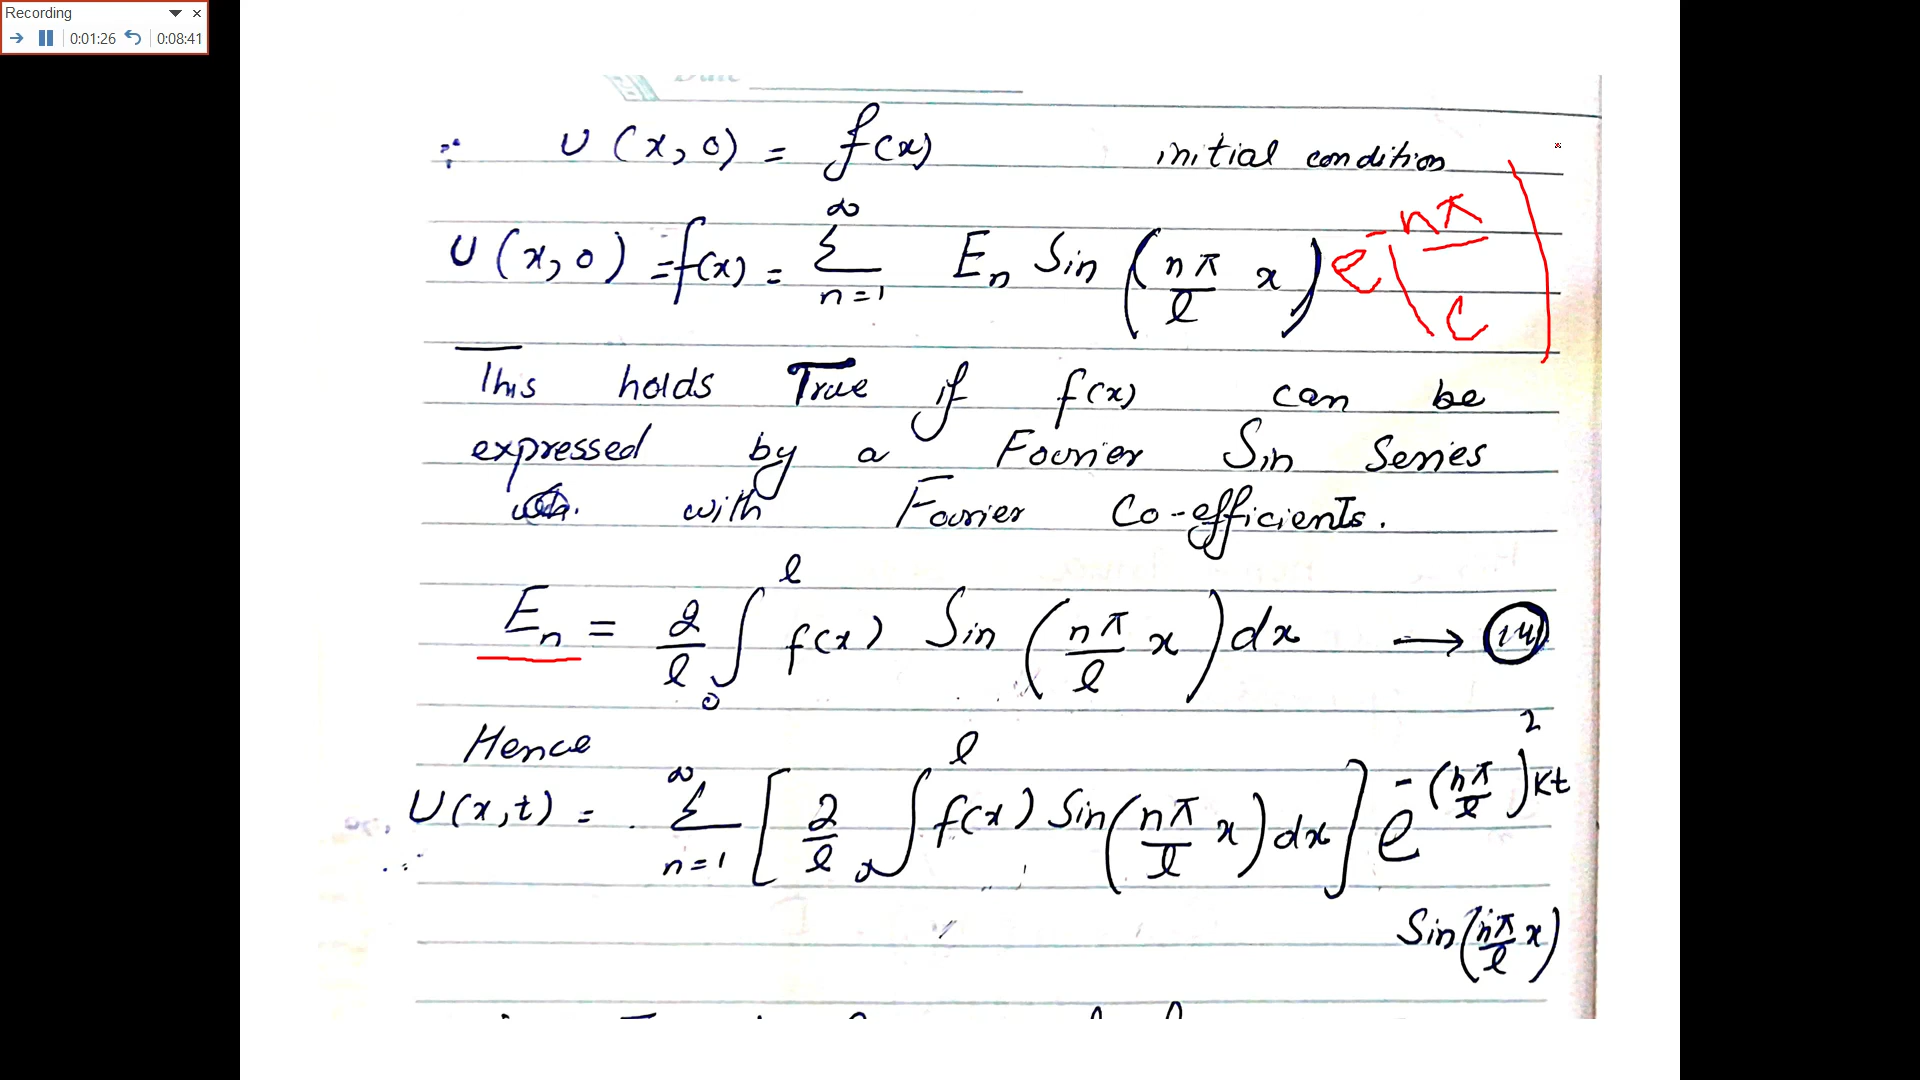 Recording
0:01:26 0:08:41
Date
∵ U(x,0) = f(x) initial condition
U(x,0) = f(x) = ∞ Σ n=1 E_n Sin (nπ/l x) e^-(nπ/l)
This holds True if f(x) can be
expressed by a Fourier Sin Series
with Fourier Co-efficients.
E_n = 2/l ∫_0^l f(x) Sin (nπ/l x) dx → (14)
Hence
U(x,t) = ∞ Σ n=1 [2/l ∫_0^l f(x) Sin(nπ/l x) dx] e^-(nπ/l)^2 Kt
Sin(nπ/l x)